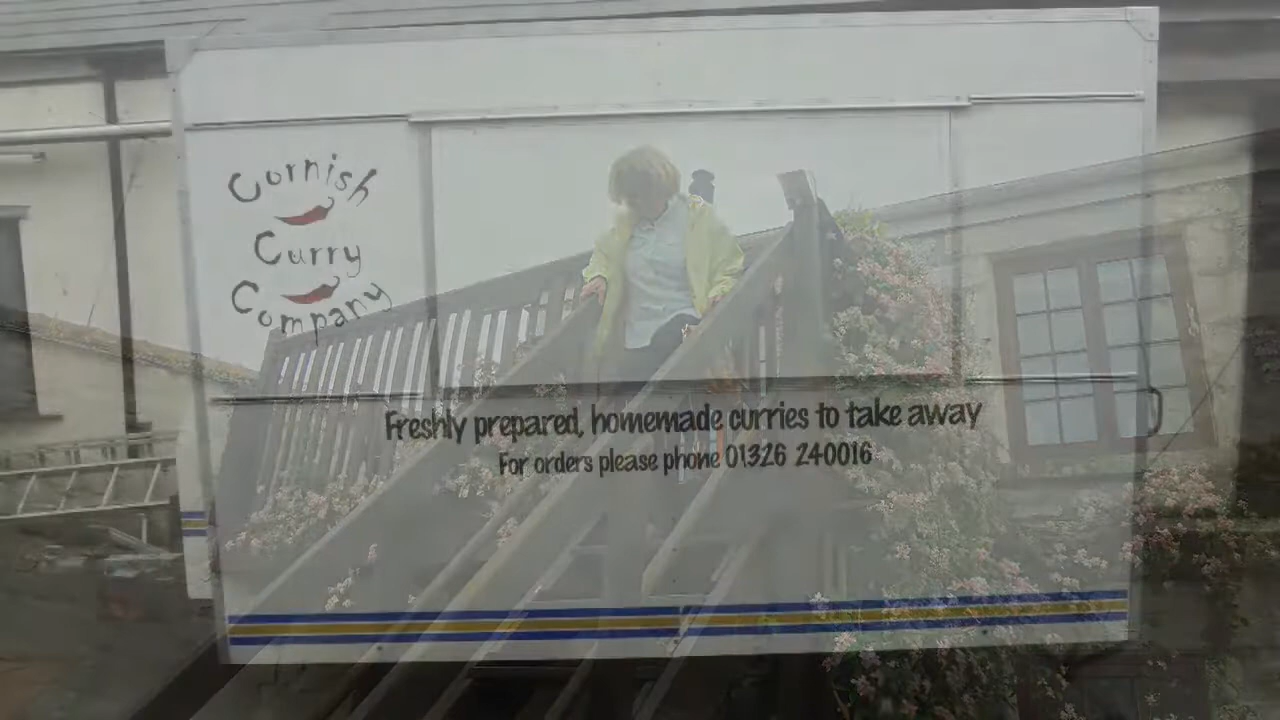 Cornish
Curry
Company
Freshly prepared, homemade curries to take away
For orders please phone 01326 240016